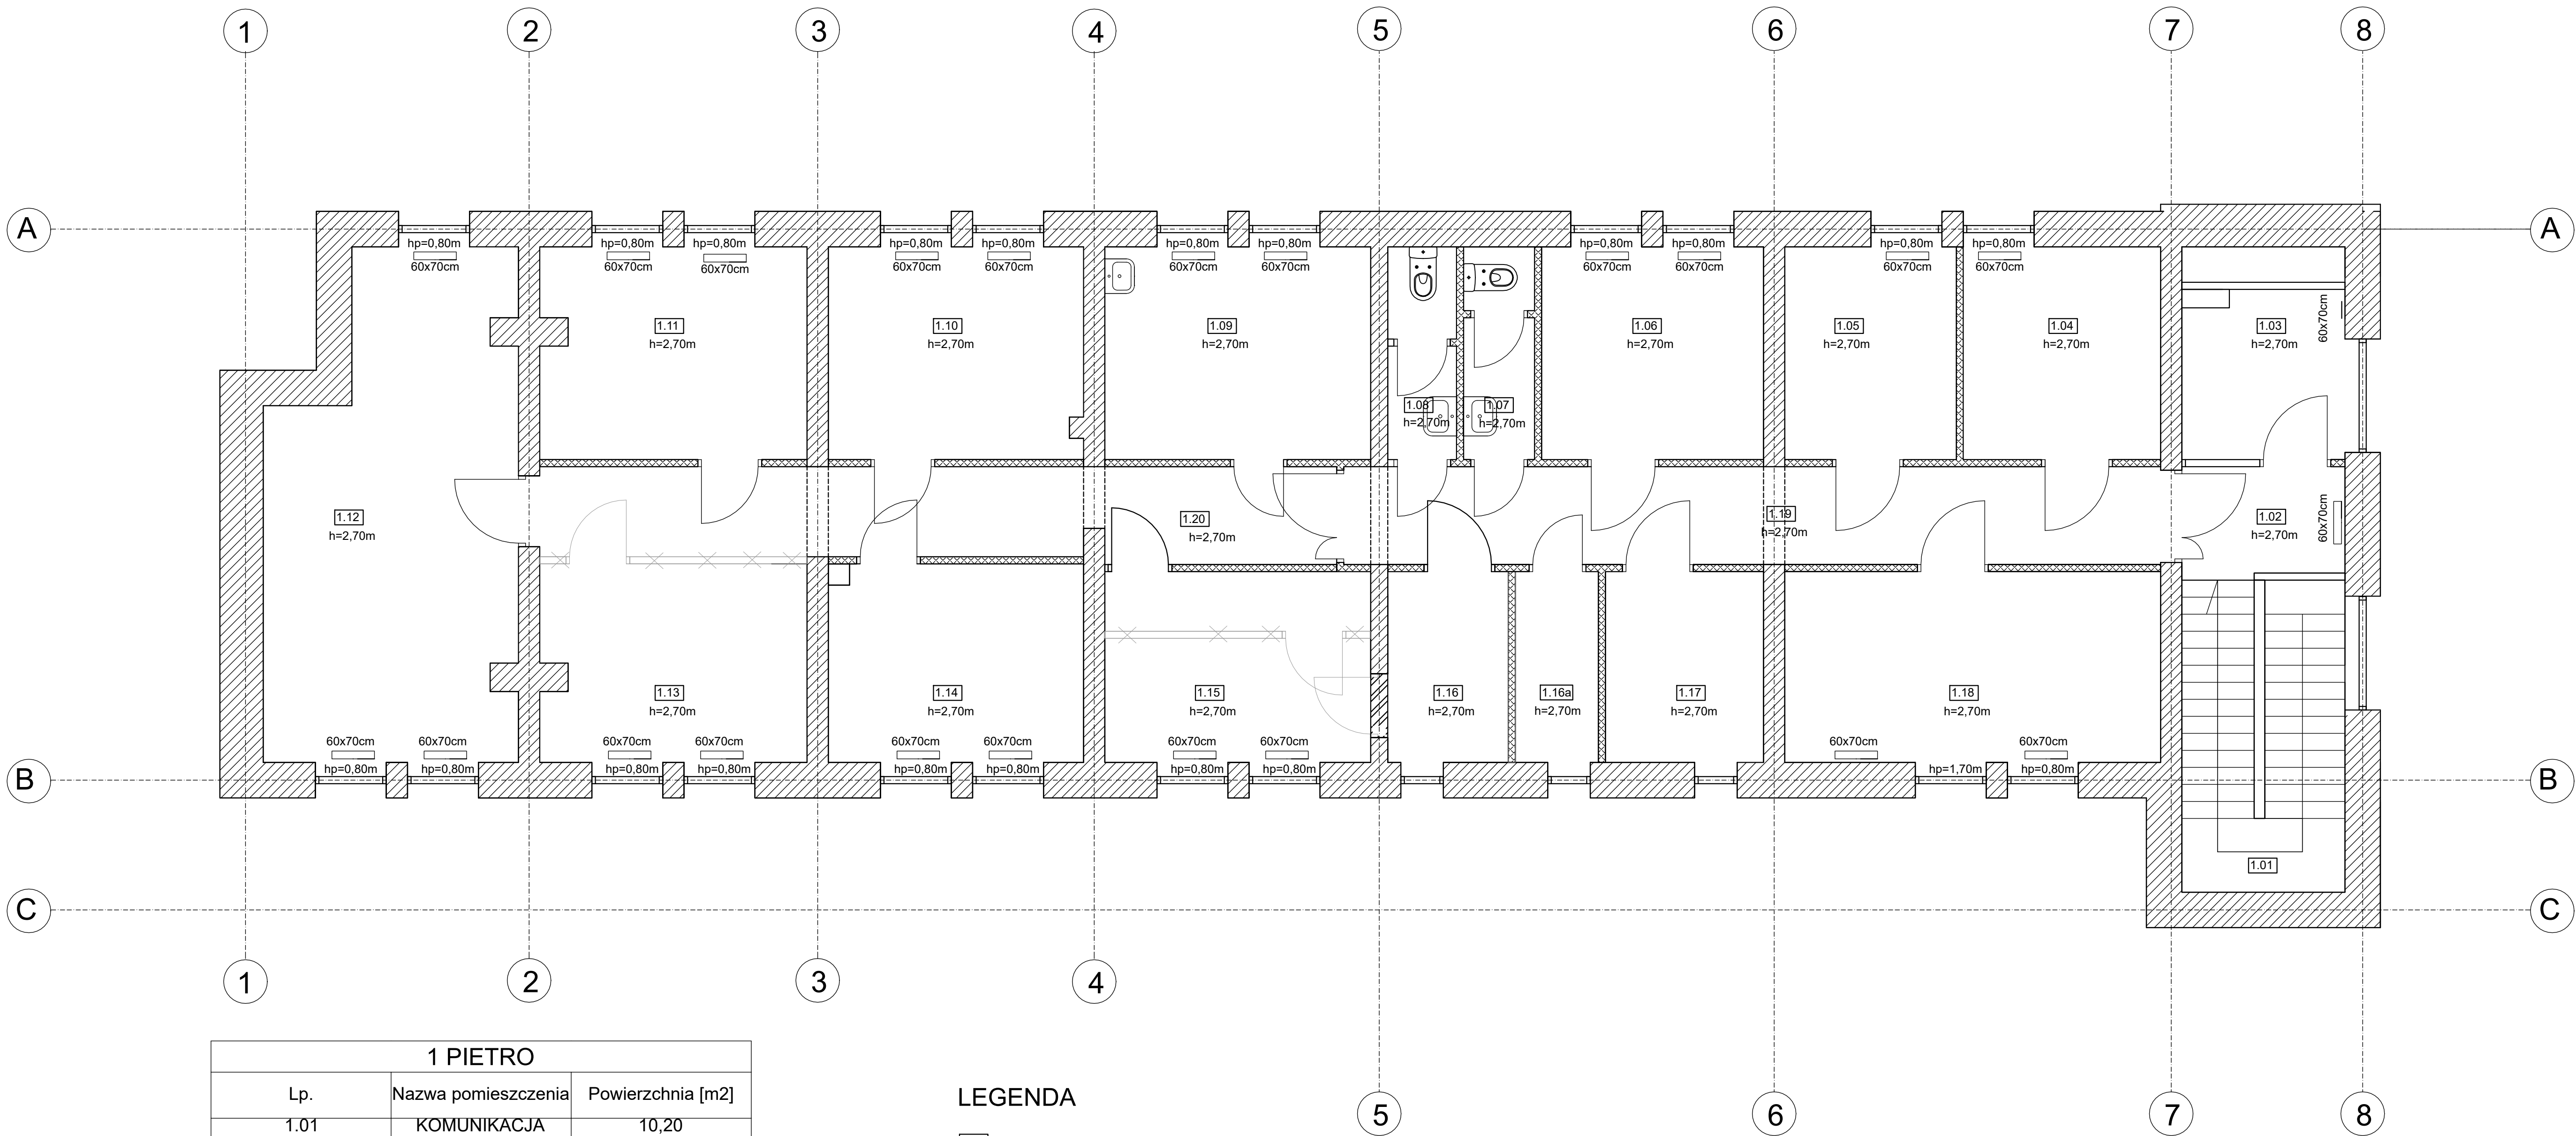 1 2 3 4 5 6 7 8
A A
hp=0,80m hp=0,80m hp=0,80m hp=0,80m hp=0,80m hp=0,80m hp=0,80m hp=0,80m hp=0,80m hp=0,80m hp=0,80m
60x70cm 60x70cm 60x70cm 60x70cm 60x70cm 60x70cm 60x70cm 60x70cm 60x70cm 60x70cm 60x70cm
1.11 1.10 1.09 1.06 1.05 1.04 1.03 60x70cm
h=2,70m h=2,70m h=2,70m h=2,70m h=2,70m h=2,70m h=2,70m
1.08 1.07
h=2,70m h=2,70m
1.12 1.20 1.19 1.02 60x70cm
h=2,70m h=2,70m h=2,70m h=2,70m
1.13 1.14 1.15 1.16 1.16a 1.17 1.18
h=2,70m h=2,70m h=2,70m h=2,70m h=2,70m h=2,70m h=2,70m
60x70cm 60x70cm 60x70cm 60x70cm 60x70cm 60x70cm 60x70cm 60x70cm 60x70cm 60x70cm
hp=0,80m hp=0,80m hp=0,80m hp=0,80m hp=0,80m hp=0,80m hp=0,80m hp=0,80m hp=1,70m hp=0,80m
B B
1.01
C C
1 2 3 4
5 6 7 8
1 PIETRO
Lp. Nazwa pomieszczenia Powierzchnia [m2]
1.01 KOMUNIKACJA 10,20
LEGENDA